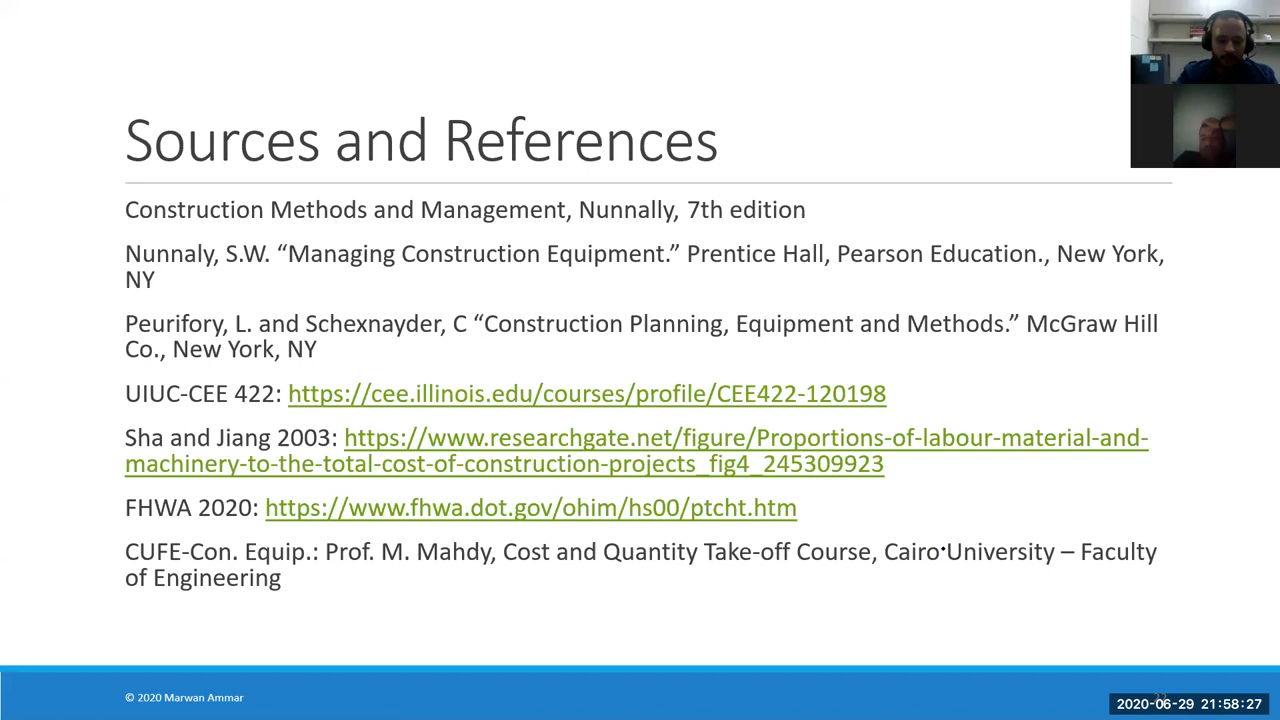 Sources and References
Construction Methods and Management, Nunnally, 7th edition
Nunnaly, S.W. “Managing Construction Equipment.” Prentice Hall, Pearson Education., New York,
NY
Peurifory, L. and Schexnayder, C “Construction Planning, Equipment and Methods.” McGraw Hill
Co., New York, NY
UIUC-CEE 422: https://cee.illinois.edu/courses/profile/CEE422-120198
Sha and Jiang 2003: https://www.researchgate.net/figure/Proportions-of-labour-material-and-
machinery-to-the-total-cost-of-construction-projects_fig4_245309923
FHWA 2020: https://www.fhwa.dot.gov/ohim/hs00/ptcht.htm
CUFE-Con. Equip.: Prof. M. Mahdy, Cost and Quantity Take-off Course, Cairo University – Faculty
of Engineering
© 2020 Marwan Ammar
2020-06-29 21:58:27